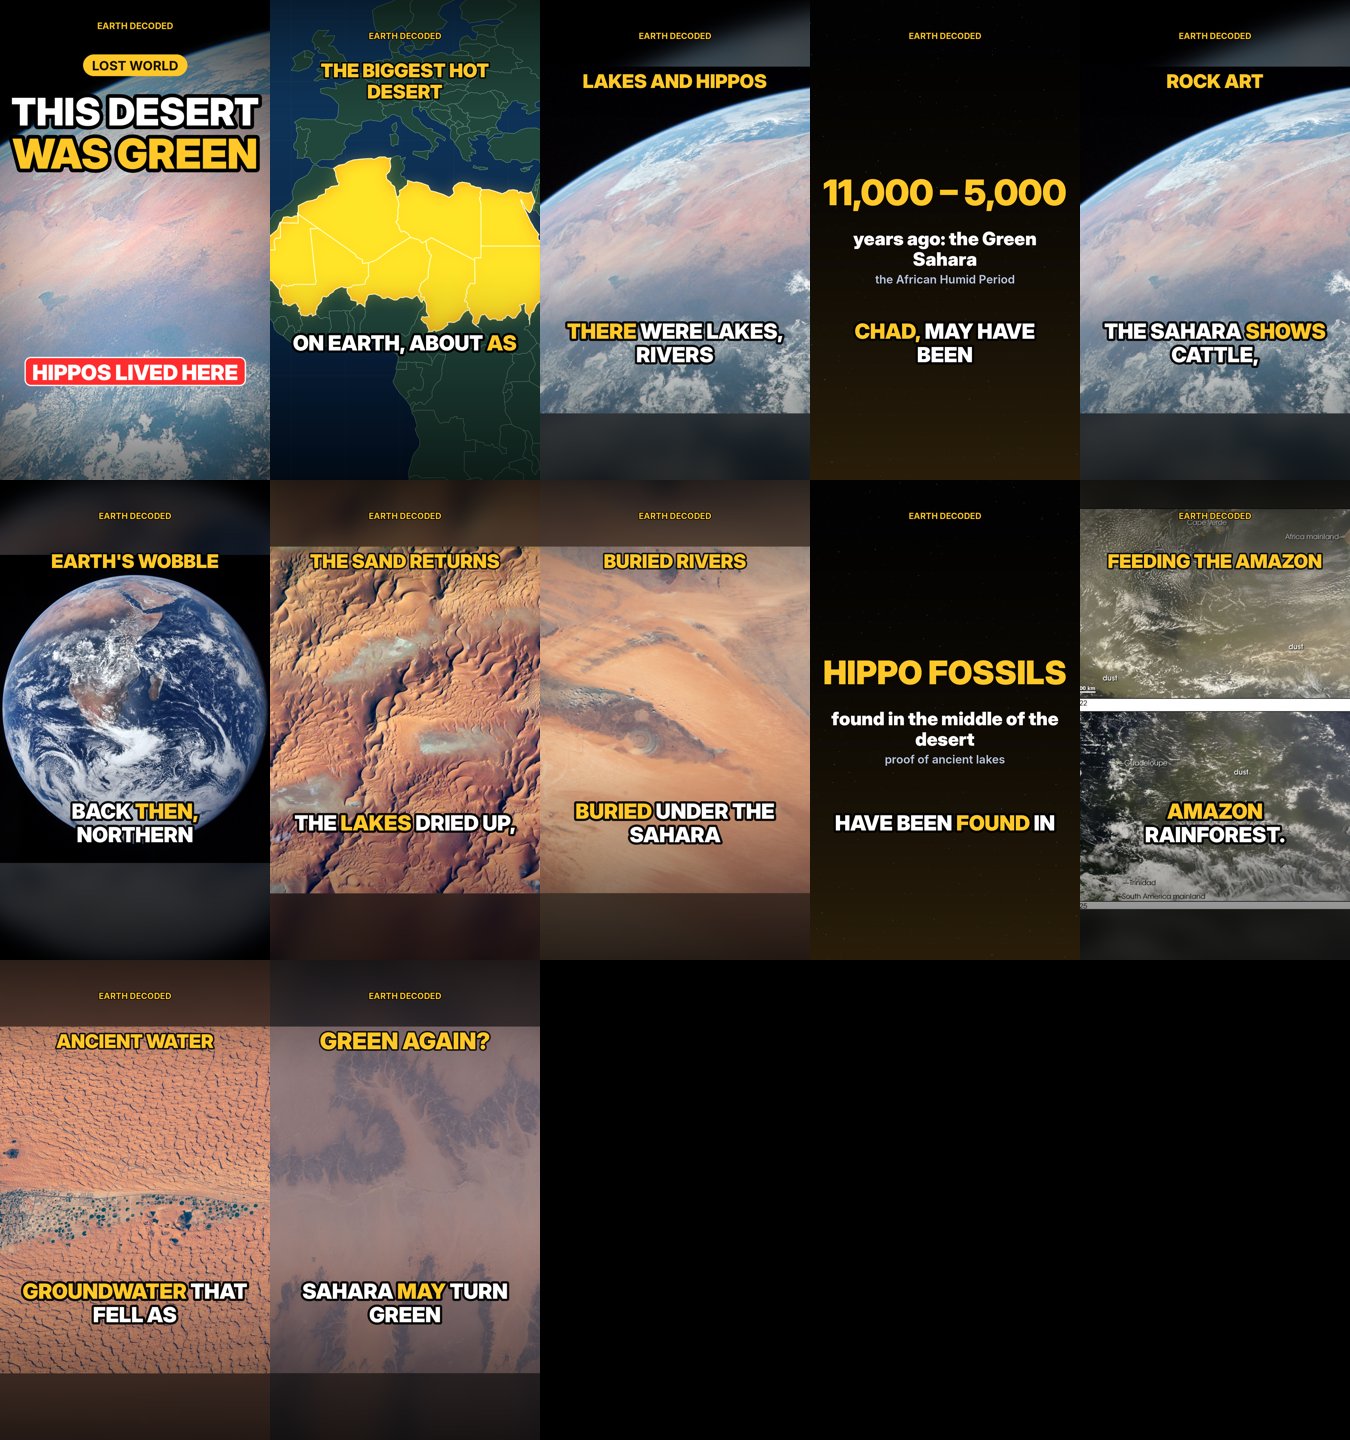 EARTH DECODED
LOST WORLD
THIS DESERT
WAS GREEN
HIPPOS LIVED HERE
EARTH DECODED
THE BIGGEST HOT
DESERT
ON EARTH, ABOUT AS
EARTH DECODED
LAKES AND HIPPOS
THERE WERE LAKES,
RIVERS
EARTH DECODED
11,000 – 5,000
years ago: the Green
Sahara
the African Humid Period
CHAD, MAY HAVE
BEEN
EARTH DECODED
ROCK ART
THE SAHARA SHOWS
CATTLE,
EARTH DECODED
EARTH'S WOBBLE
BACK THEN,
NORTHERN
EARTH DECODED
THE SAND RETURNS
THE LAKES DRIED UP,
EARTH DECODED
BURIED RIVERS
BURIED UNDER THE
SAHARA
EARTH DECODED
HIPPO FOSSILS
found in the middle of the
desert
proof of ancient lakes
HAVE BEEN FOUND IN
EARTH DECODED
Cape Verde
Africa mainland
FEEDING THE AMAZON
dust
dust
00 km
22
Guadeloupe
dust
AMAZON
RAINFOREST.
Trinidad
South America mainland
25
EARTH DECODED
ANCIENT WATER
GROUNDWATER THAT
FELL AS
EARTH DECODED
GREEN AGAIN?
SAHARA MAY TURN
GREEN